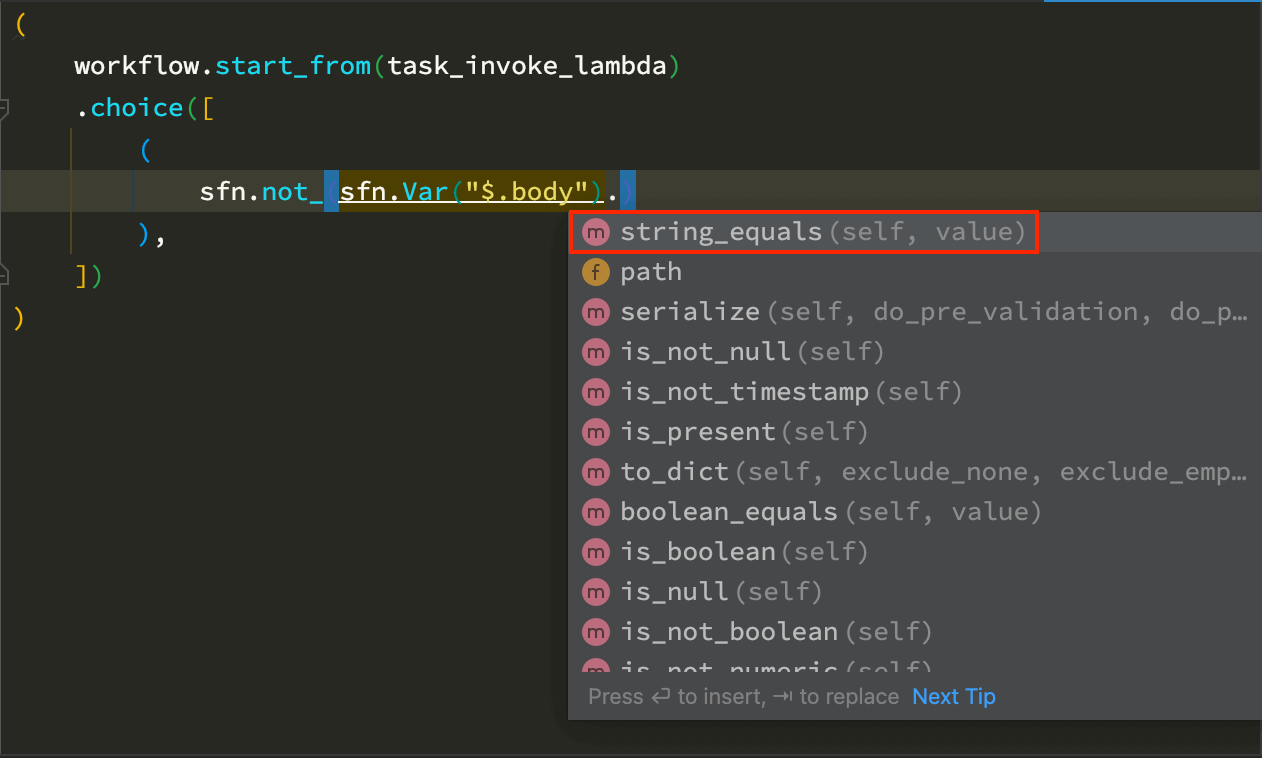 (
workflow.start_from(task_invoke_lambda)
.choice([
(
sfn.not_(sfn.Var("$.body").)
),
])
)
m string_equals(self, value)
f path
m serialize(self, do_pre_validation, do_p…
m is_not_null(self)
m is_not_timestamp(self)
m is_present(self)
m to_dict(self, exclude_none, exclude_emp…
m boolean_equals(self, value)
m is_boolean(self)
m is_null(self)
m is_not_boolean(self)
m is_not_numeric(self)
Press ↩ to insert, ⇥ to replace Next Tip